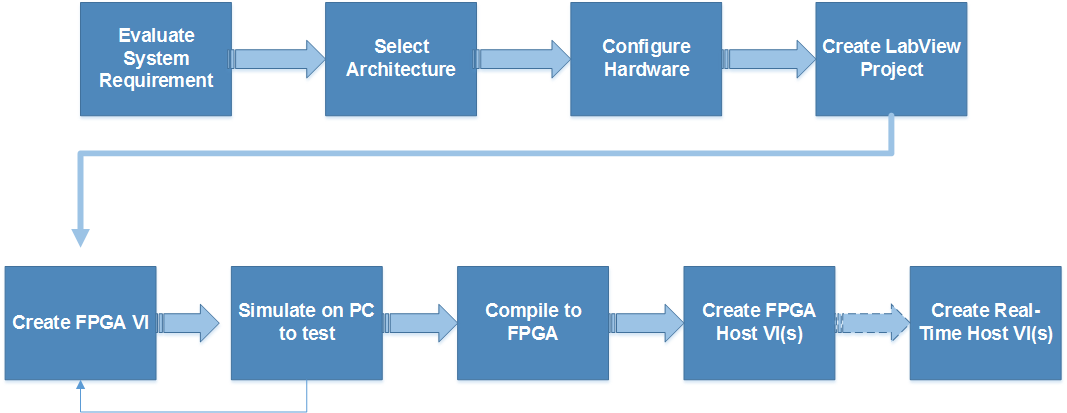 Evaluate
System
Requirement
Select
Architecture
Configure
Hardware
Create LabView
Project
Create FPGA VI
Simulate on PC
to test
Compile to
FPGA
Create FPGA
Host VI(s)
Create Real-
Time Host VI(s)